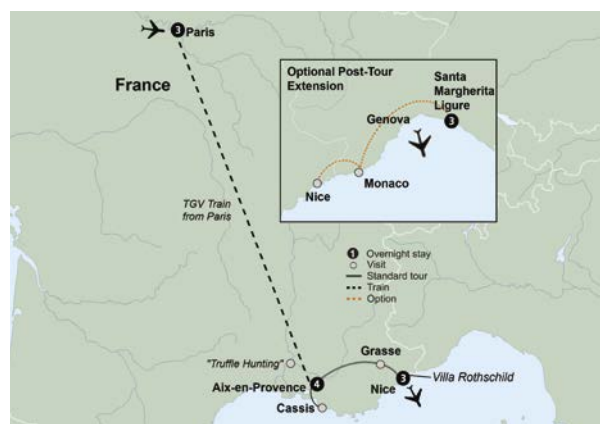 3
Paris
France
Optional Post-Tour
Extension
Santa
Margherita
Ligure
Genova
3
Nice
Monaco
TGV Train
from Paris
1 Overnight stay
Visit
Standard tour
Train
Option
"Truffle Hunting"
Grasse
Aix-en-Provence
4
Nice
3
Villa Rothschild
Cassis